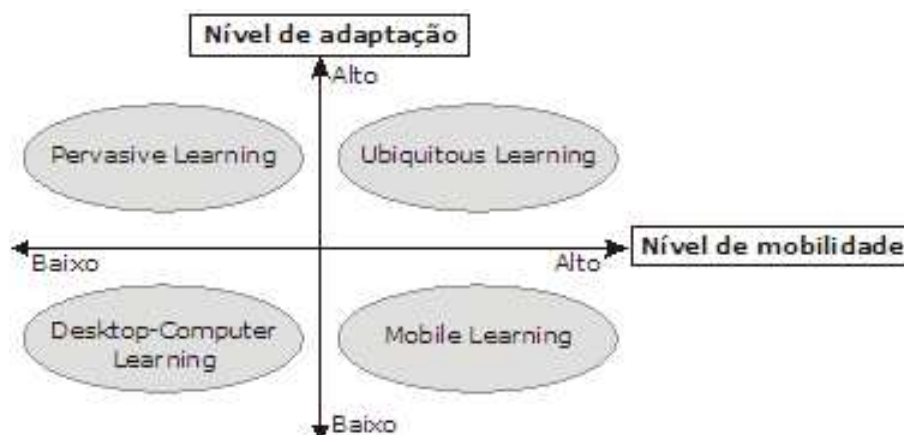 Nível de adaptação
Alto
Pervasive Learning
Ubiquitous Learning
Nível de mobilidade
Baixo
Alto
Desktop-Computer
Learning
Mobile Learning
Baixo